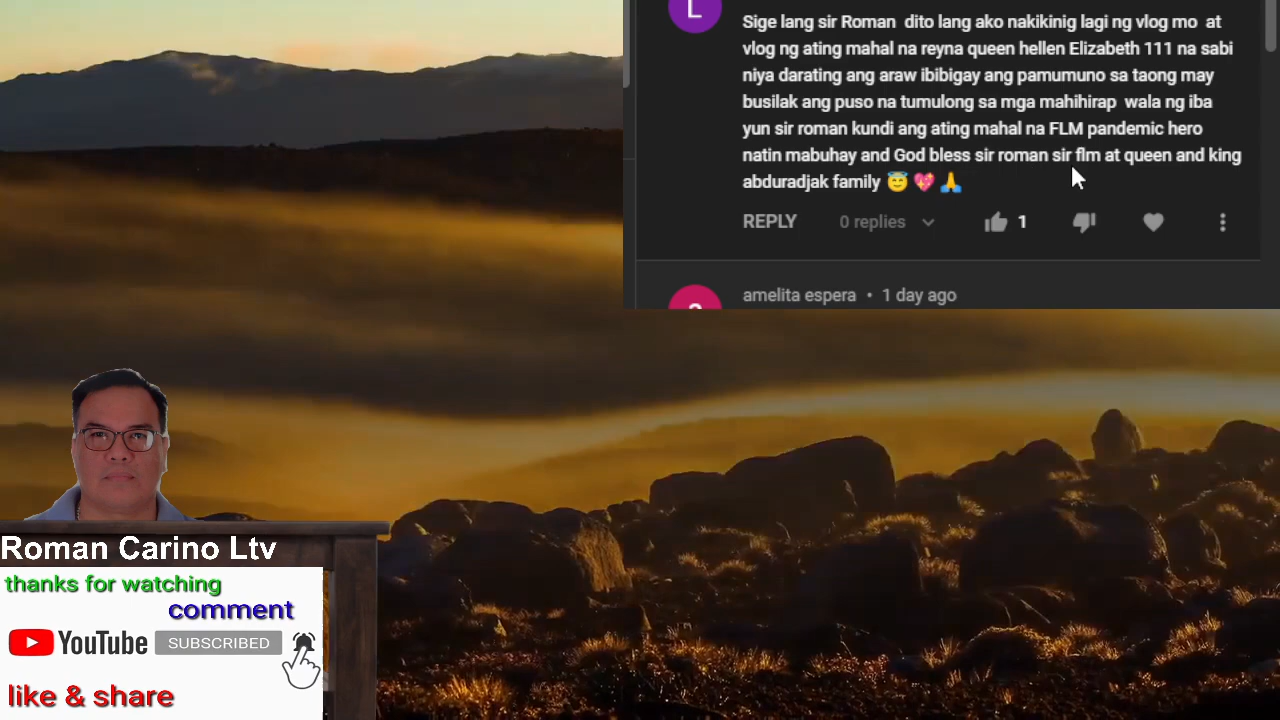 L
Sige lang sir Roman dito lang ako nakikinig lagi ng vlog mo at
vlog ng ating mahal na reyna queen hellen Elizabeth 111 na sabi
niya darating ang araw ibibigay ang pamumuno sa taong may
busilak ang puso na tumulong sa mga mahihirap wala ng iba
yun sir roman kundi ang ating mahal na FLM pandemic hero
natin mabuhay and God bless sir roman sir flm at queen and king
abduradjak family 😇 💖 🙏
REPLY 0 replies 1
amelita espera • 1 day ago
Roman Carino Ltv
thanks for watching
comment
YouTube SUBSCRIBED
like & share